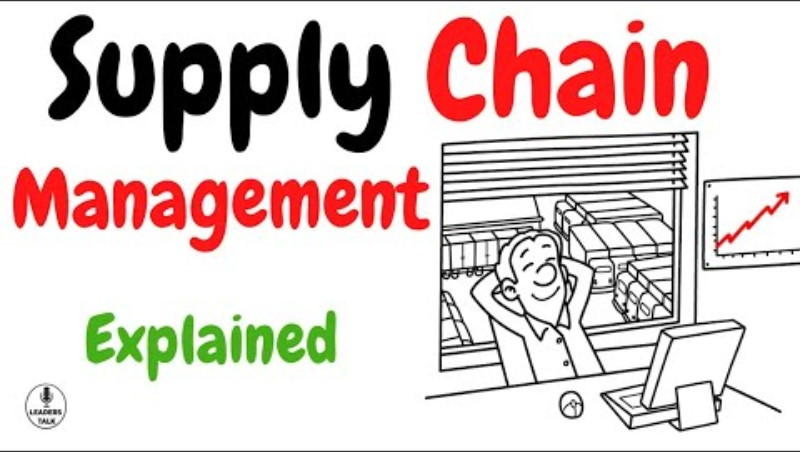 Supply Chain
Management
Explained
LEADERS
TALK